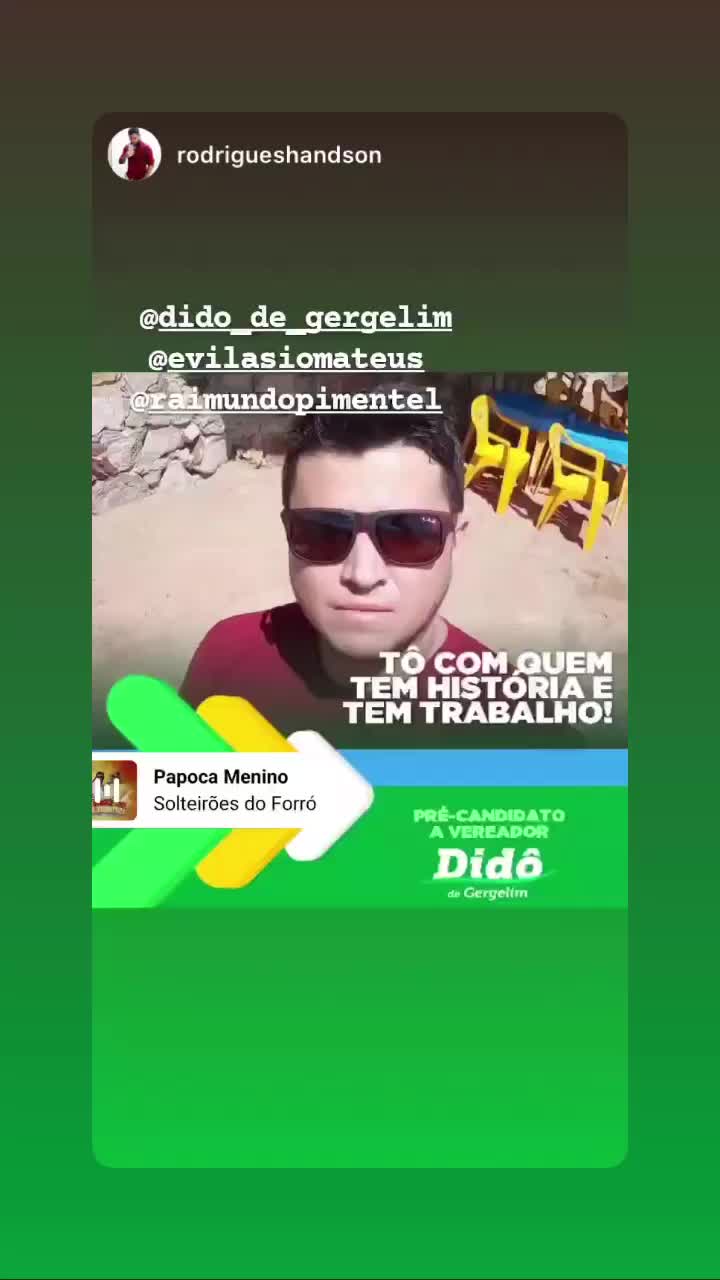 rodrigueshandson
@dido_de_gergelim
@evilasiomateus
@raimundopimentel
TÔ COM QUEM
TEM HISTÓRIA E
TEM TRABALHO!
Papoca Menino
Solteirões do Forró
PRÉ-CANDIDATO
A VEREADOR
Didô
de Gergelim